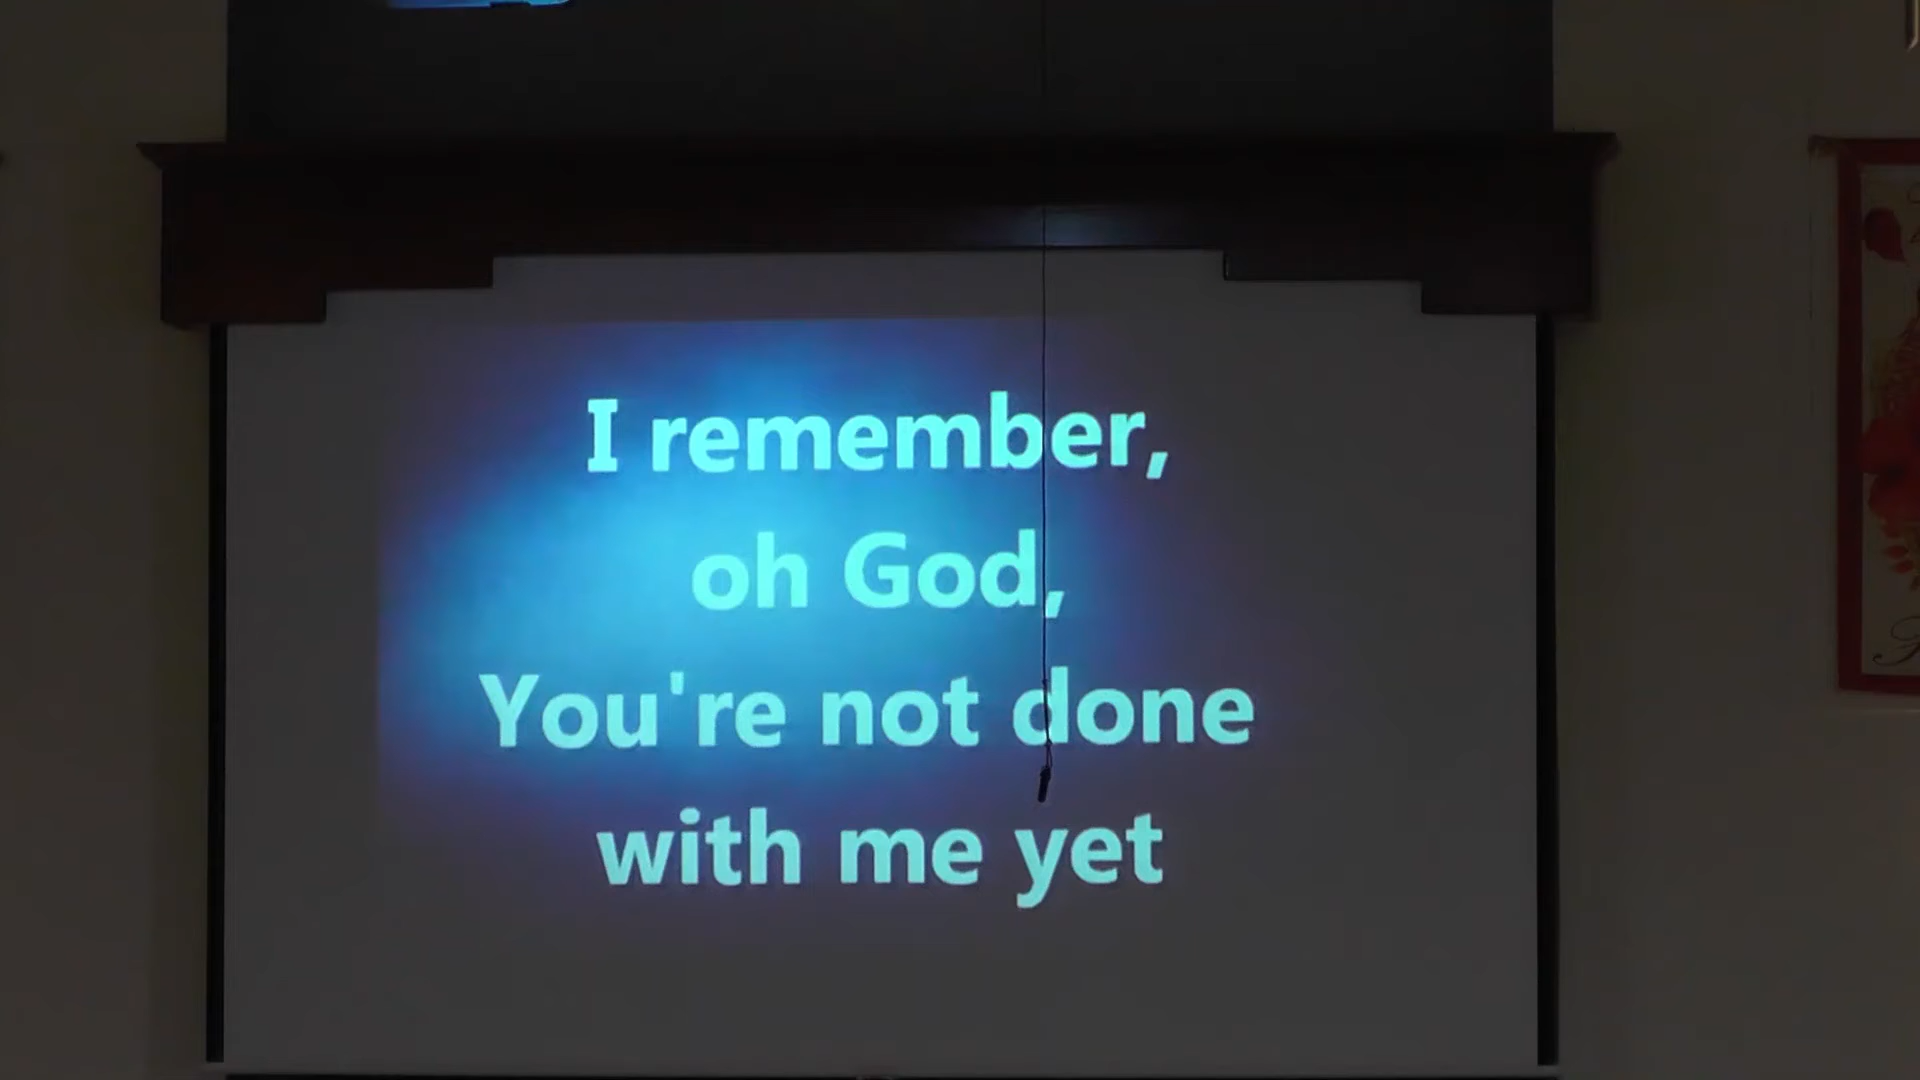 I remember,
oh God,
You're not done
with me yet